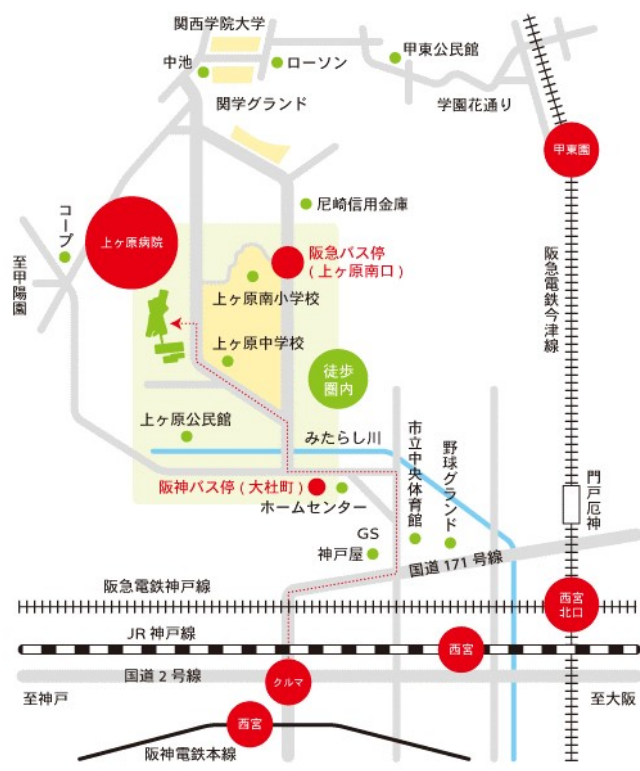 関西学院大学
中池
ローソン
甲東公民館
関学グランド
学園花通り
甲東園
尼崎信用金庫
コープ
上ヶ原病院
至甲陽園
阪急バス停
(上ヶ原南口)
阪急電鉄今津線
上ヶ原南小学校
上ヶ原中学校
徒歩
圏内
上ヶ原公民館
みたらし川
市立中央体育館
野球グランド
門戸厄神
阪神バス停(大社町)
ホームセンター
GS
神戸屋
国道171号線
阪急電鉄神戸線
西宮
北口
JR神戸線
西宮
国道2号線
クルマ
至神戸
至大阪
西宮
阪神電鉄本線